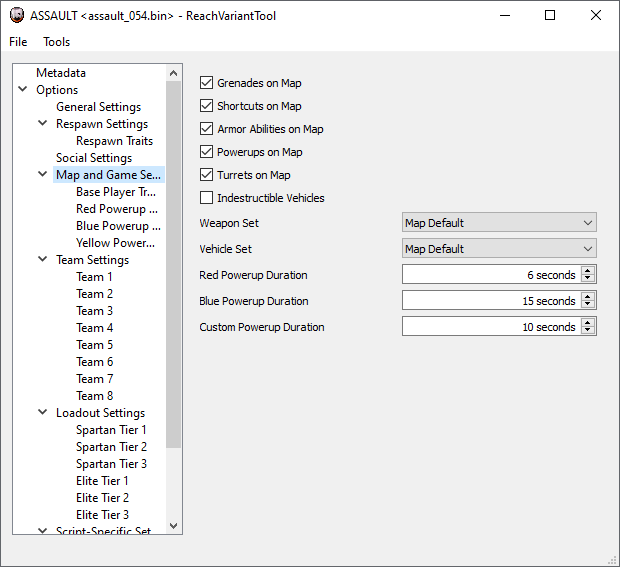 ASSAULT <assault_054.bin> - ReachVariantTool
File Tools
Metadata
Options
General Settings
Respawn Settings
Respawn Traits
Social Settings
Map and Game Se...
Base Player Tr...
Red Powerup ...
Blue Powerup ...
Yellow Power...
Team Settings
Team 1
Team 2
Team 3
Team 4
Team 5
Team 6
Team 7
Team 8
Loadout Settings
Spartan Tier 1
Spartan Tier 2
Spartan Tier 3
Elite Tier 1
Elite Tier 2
Elite Tier 3
Script-Specific Set...
Grenades on Map
Shortcuts on Map
Armor Abilities on Map
Powerups on Map
Turrets on Map
Indestructible Vehicles
Weapon Set Map Default
Vehicle Set Map Default
Red Powerup Duration 6 seconds
Blue Powerup Duration 15 seconds
Custom Powerup Duration 10 seconds